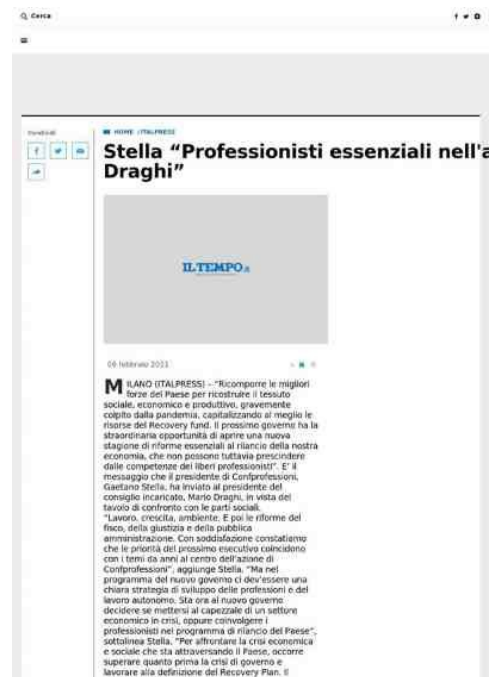 Cerca
Condividi:
HOME / ITALPRESS
Stella “Professionisti essenziali nell'a
Draghi”
IL TEMPO.it
09 febbraio 2021
MILANO (ITALPRESS) – “Ricomporre le migliori
forze del Paese per ricostruire il tessuto
sociale, economico e produttivo, gravemente
colpito dalla pandemia, capitalizzando al meglio le
risorse del Recovery fund. Il prossimo governo ha la
straordinaria opportunità di aprire una nuova
stagione di riforme essenziali al rilancio della nostra
economia, che non possono tuttavia prescindere
dalle competenze dei liberi professionisti”. E' il
messaggio che il presidente di Confprofessioni,
Gaetano Stella, ha inviato al presidente del
consiglio incaricato, Mario Draghi, in vista del
tavolo di confronto con le parti sociali.
“Lavoro, crescita, ambiente. E poi le riforme del
fisco, della giustizia e della pubblica
amministrazione. Con soddisfazione constatiamo
che le priorità del prossimo esecutivo coincidono
con i temi da anni al centro dell'azione di
Confprofessioni”, aggiunge Stella. “Ma nel
programma del nuovo governo ci dev'essere una
chiara strategia di sviluppo delle professioni e del
lavoro autonomo. Sta ora al nuovo governo
decidere se mettersi al capezzale di un settore
economico in crisi, oppure coinvolgere i
professionisti nel programma di rilancio del Paese”,
sottolinea Stella. “Per affrontare la crisi economica
e sociale che sta attraversando il Paese, occorre
superare quanto prima la crisi di governo e
lavorare alla definizione del Recovery Plan. Il